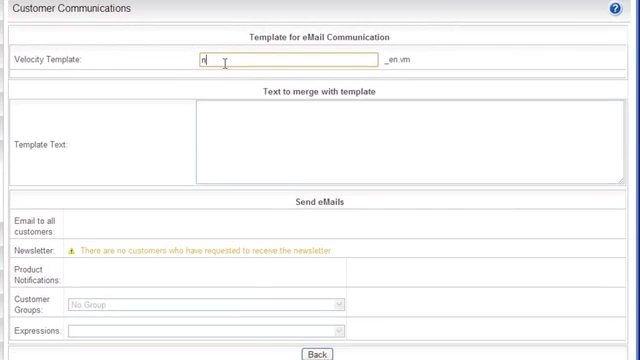 Customer Communications
?
Template for eMail Communication
Velocity Template: n _en.vm
Text to merge with template
Template Text:
Send eMails
Email to all
customers:
Newsletter: There are no customers who have requested to receive the newsletter
Product
Notifications:
Customer
Groups: No Group
Expressions:
Back